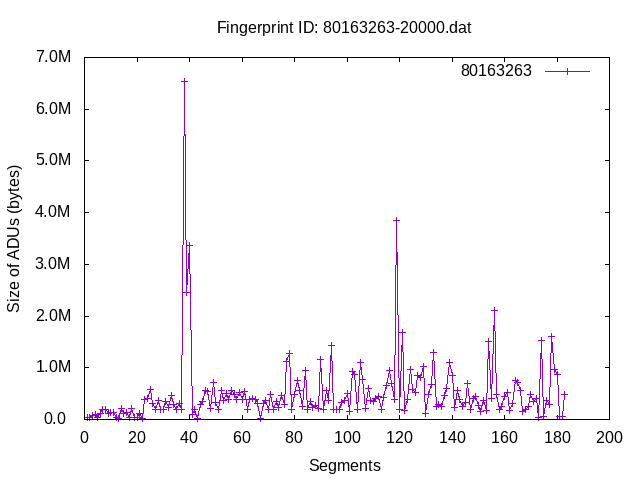 Fingerprint ID: 80163263-20000.dat
7.0M
80163263
6.0M
5.0M
4.0M
3.0M
2.0M
1.0M
0.0
Size of ADUs (bytes)
0 20 40 60 80 100 120 140 160 180 200
Segments